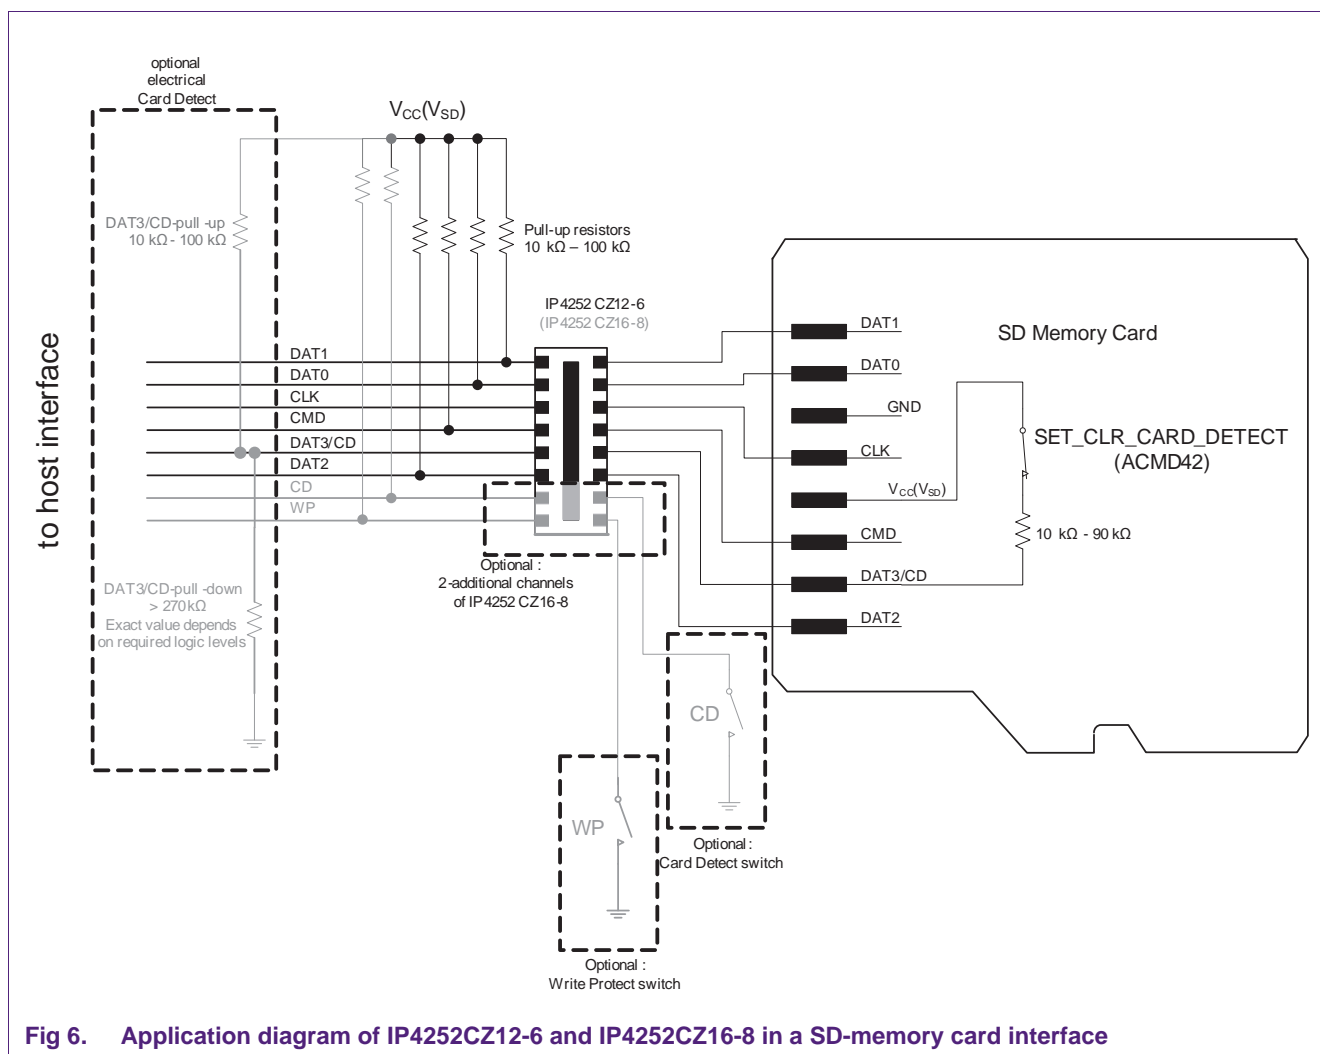 optional
electrical
Card Detect
VCC(VSD)
DAT3/CD-pull -up
10 kΩ - 100 kΩ
Pull-up resistors
10 kΩ – 100 kΩ
IP4252 CZ12-6
(IP4252 CZ16-8)
to host interface
DAT1
DAT0
CLK
CMD
DAT3/CD
DAT2
CD
WP
DAT1
DAT0
GND
CLK
VCC(VSD)
CMD
DAT3/CD
DAT2
SD Memory Card
SET_CLR_CARD_DETECT
(ACMD42)
10 kΩ - 90 kΩ
Optional :
2-additional channels
of IP4252 CZ16-8
DAT3/CD-pull -down
> 270 kΩ
Exact value depends
on required logic levels
CD
Optional :
Card Detect switch
WP
Optional :
Write Protect switch
Fig 6. Application diagram of IP4252CZ12-6 and IP4252CZ16-8 in a SD-memory card interface